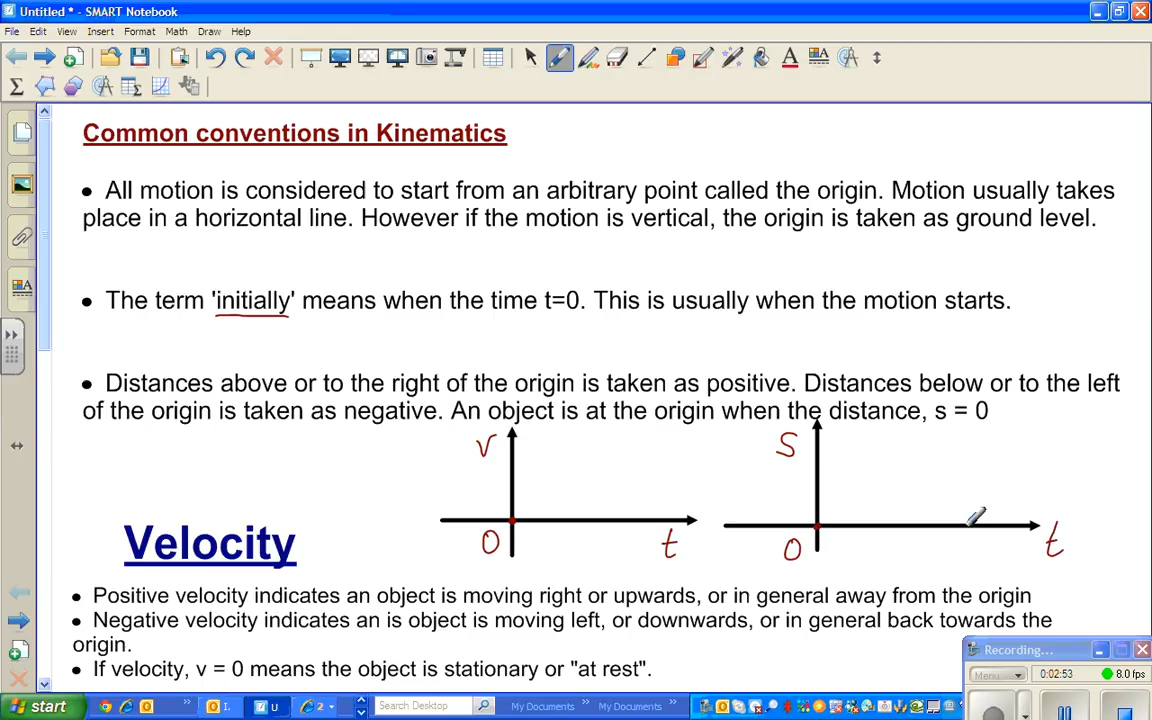 Untitled * - SMART Notebook
File Edit View Insert Format Math Draw Help
Common conventions in Kinematics
• All motion is considered to start from an arbitrary point called the origin. Motion usually takes
place in a horizontal line. However if the motion is vertical, the origin is taken as ground level.
• The term 'initially' means when the time t=0. This is usually when the motion starts.
• Distances above or to the right of the origin is taken as positive. Distances below or to the left
of the origin is taken as negative. An object is at the origin when the distance, s = 0
v s
Velocity
0 t 0 t
• Positive velocity indicates an object is moving right or upwards, or in general away from the origin
• Negative velocity indicates an is object is moving left, or downwards, or in general back towards the
origin.
• If velocity, v = 0 means the object is stationary or "at rest".
Recording...
Menu 0:02:53 8.0 fps
start I. U 2 Search Desktop My Documents My Documents